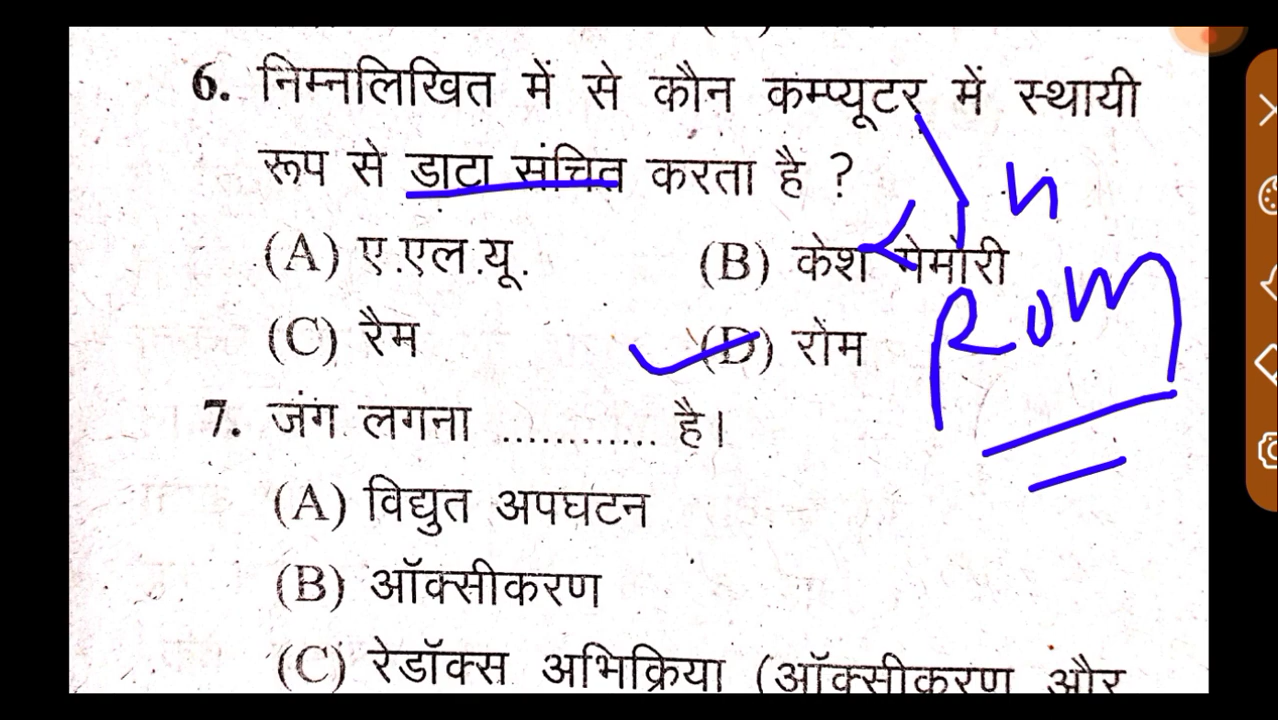 6. निम्नलिखित में से कौन कम्प्यूटर में स्थायी
रूप से डाटा संचित करता है ?
(A) ए.एल.यू. (B) केश मेमोरी
(C) रैम (D) रोम
Rom
7. जंग लगना ............ है।
(A) विद्युत अपघटन
(B) ऑक्सीकरण
(C) रेडॉक्स अभिक्रिया (ऑक्सीकरण और